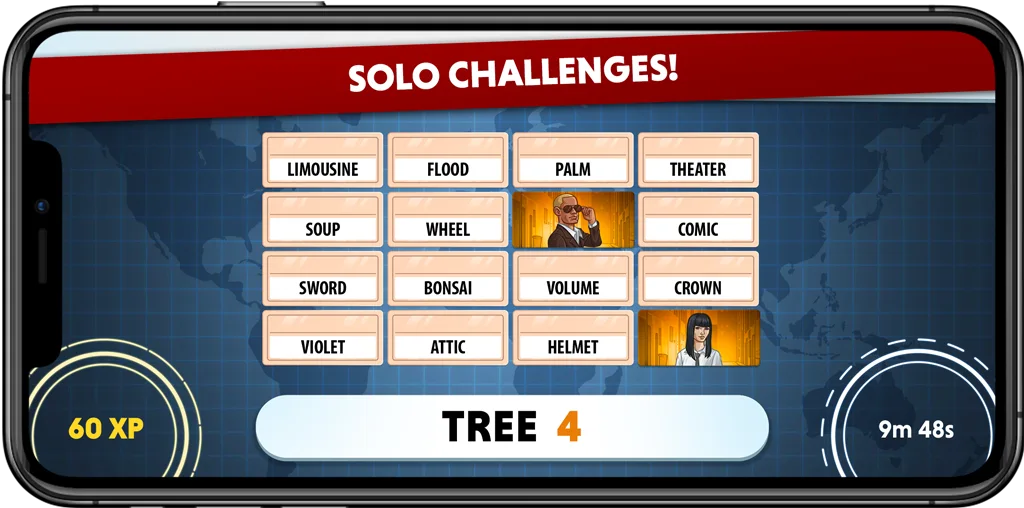 SOLO CHALLENGES!
LIMOUSINE FLOOD PALM THEATER
SOUP WHEEL COMIC
SWORD BONSAI VOLUME CROWN
VIOLET ATTIC HELMET
60 XP TREE 4 9m 48s